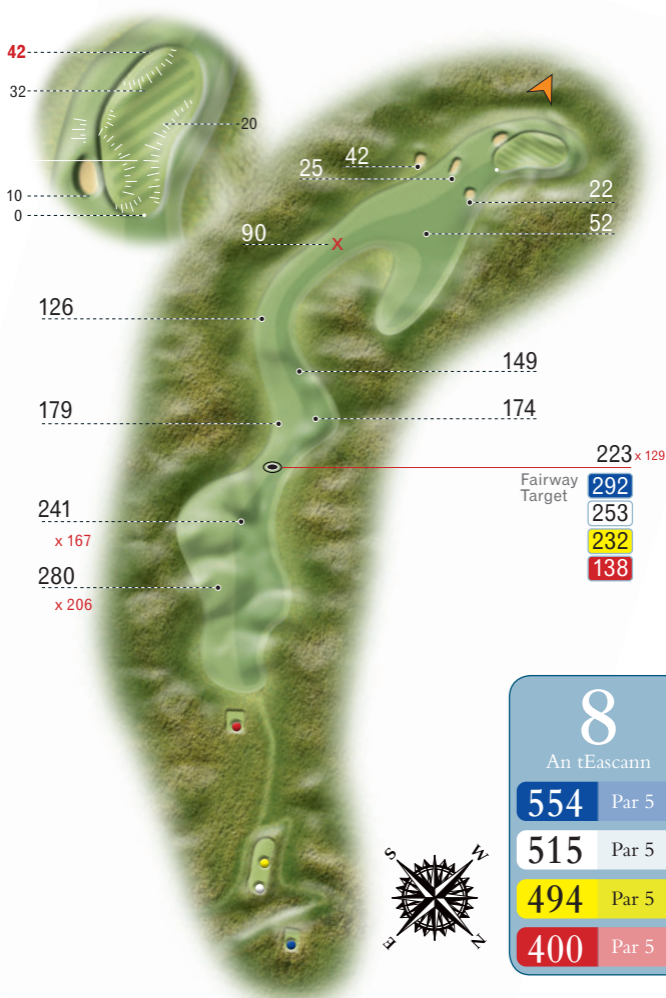 42
32
20
10
0
42
25
22
52
90 x
126
149
174
179
223 x 129
Fairway
Target
292
253
232
138
241
x 167
280
x 206
8
An tEascann
554 Par 5
515 Par 5
494 Par 5
400 Par 5
S W
E N